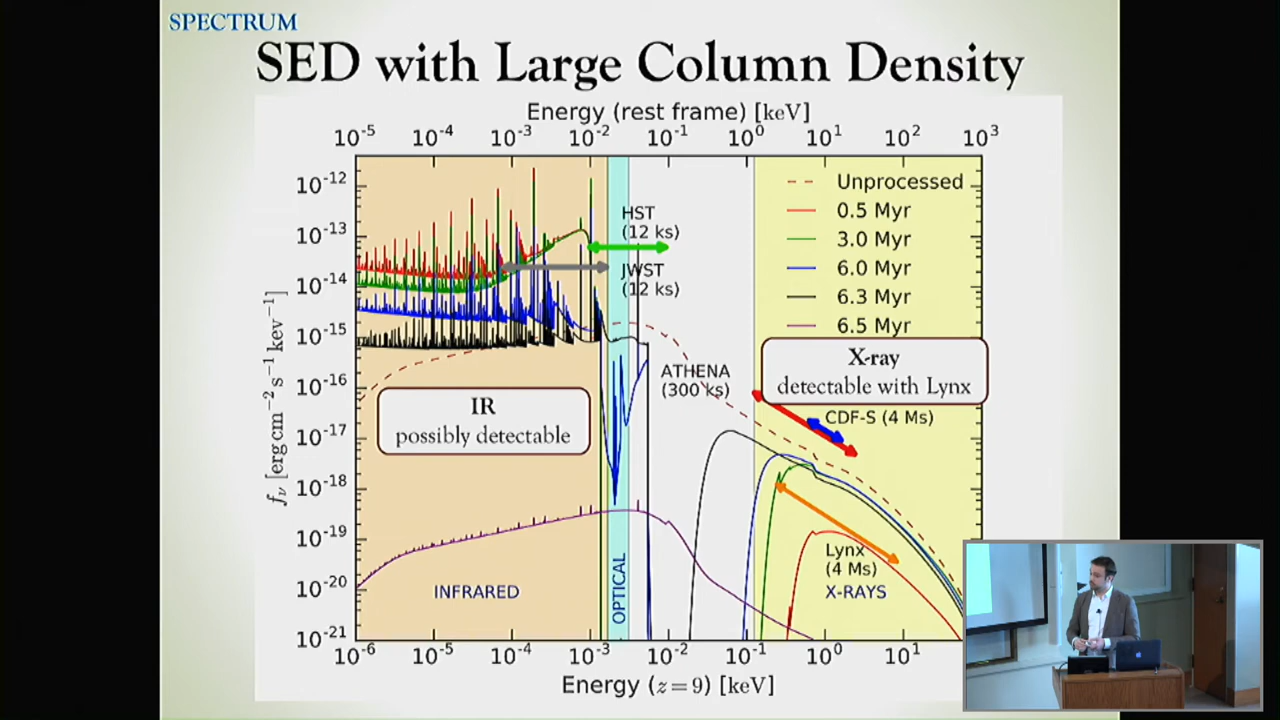 SPECTRUM
SED with Large Column Density
Energy (rest frame) [keV]
10⁻⁵ 10⁻⁴ 10⁻³ 10⁻² 10⁻¹ 10⁰ 10¹ 10² 10³
10⁻¹²
10⁻¹³
10⁻¹⁴
10⁻¹⁵
10⁻¹⁶
10⁻¹⁷
10⁻¹⁸
10⁻¹⁹
10⁻²⁰
10⁻²¹
fν [erg cm⁻² s⁻¹ kev⁻¹]
Unprocessed
0.5 Myr
3.0 Myr
6.0 Myr
6.3 Myr
6.5 Myr
HST
(12 ks)
JWST
(12 ks)
ATHENA
(300 ks)
X-ray
detectable with Lynx
CDF-S (4 Ms)
IR
possibly detectable
Lynx
(4 Ms)
X-RAYS
INFRARED
OPTICAL
10⁻⁶ 10⁻⁵ 10⁻⁴ 10⁻³ 10⁻² 10⁻¹ 10⁰ 10¹
Energy (z = 9) [keV]